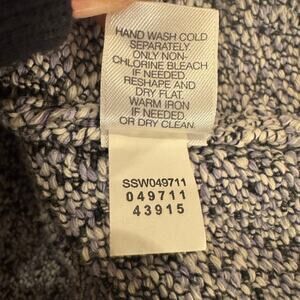 HAND WASH COLD
SEPARATELY.
ONLY NON-
CHLORINE BLEACH
IF NEEDED.
RESHAPE AND
DRY FLAT.
WARM IRON
IF NEEDED
OR DRY CLEAN.
SSW049711
049711
43915